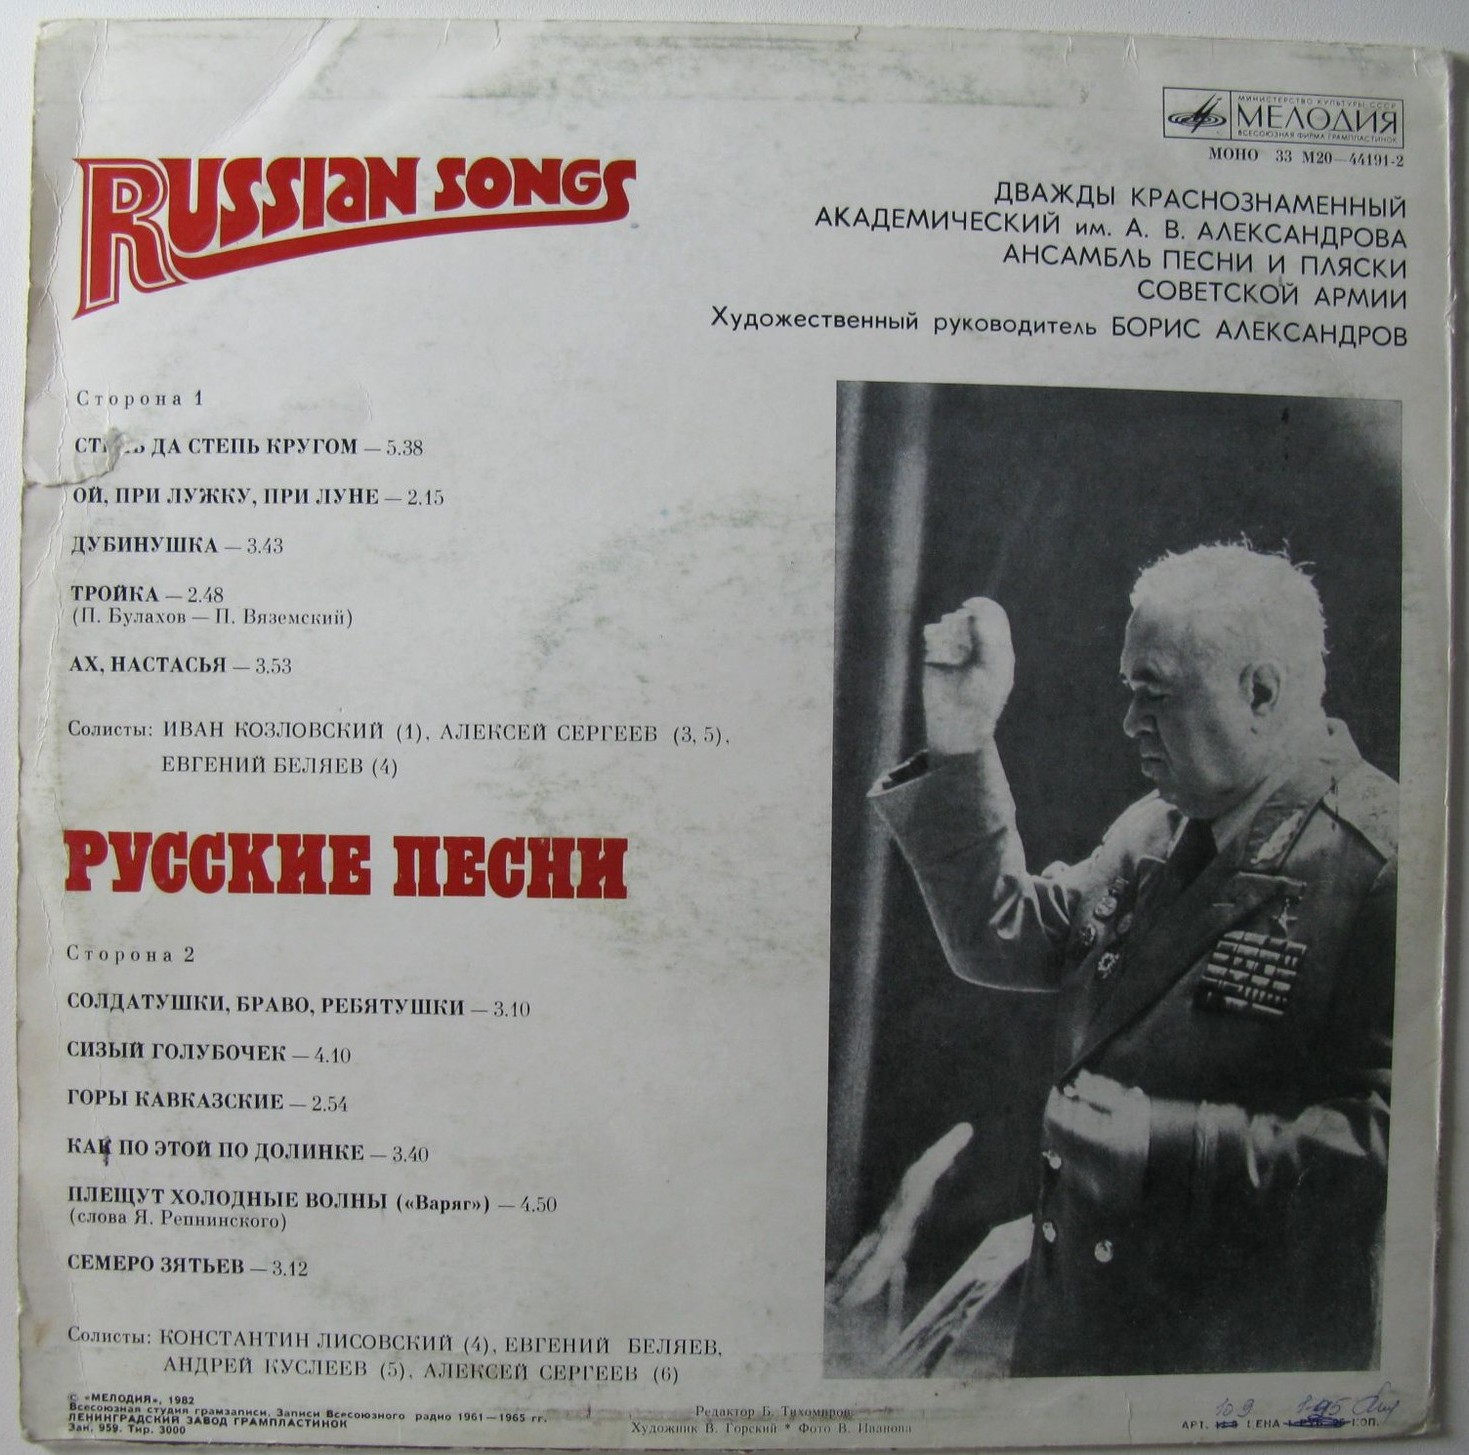 RUSSIAN SONGS
МИНИСТЕРСТВО КУЛЬТУРЫ СССР
МЕЛОДИЯ
ВСЕСОЮЗНАЯ ФИРМА ГРАМПЛАСТИНОК
МОНО 33 М20—44191-2
ДВАЖДЫ КРАСНОЗНАМЕННЫЙ
АКАДЕМИЧЕСКИЙ им. А. В. АЛЕКСАНДРОВА
АНСАМБЛЬ ПЕСНИ И ПЛЯСКИ
СОВЕТСКОЙ АРМИИ
Художественный руководитель БОРИС АЛЕКСАНДРОВ
Сторона 1
ДА СТЕПЬ КРУГОМ — 5.38
ОЙ, ПРИ ЛУЖКУ, ПРИ ЛУНЕ — 2.15
ДУБИНУШКА — 3.43
ТРОЙКА — 2.48
(П. Булахов — П. Вяземский)
АХ, НАСТАСЬЯ — 3.53
Солисты: ИВАН КОЗЛОВСКИЙ (1), АЛЕКСЕЙ СЕРГЕЕВ (3, 5),
ЕВГЕНИЙ БЕЛЯЕВ (4)
РУССКИЕ ПЕСНИ
Сторона 2
СОЛДАТУШКИ, БРАВО, РЕБЯТУШКИ — 3.10
СИЗЫЙ ГОЛУБОЧЕК — 4.10
ГОРЫ КАВКАЗСКИЕ — 2.54
КАК ПО ЭТОЙ ПО ДОЛИНКЕ — 3.40
ПЛЕЩУТ ХОЛОДНЫЕ ВОЛНЫ («Варяг») — 4.50
(слова Я. Репнинского)
СЕМЕРО ЗЯТЬЕВ — 3.12
Солисты: КОНСТАНТИН ЛИСОВСКИЙ (4), ЕВГЕНИЙ БЕЛЯЕВ,
АНДРЕЙ КУСЛЕЕВ (5), АЛЕКСЕЙ СЕРГЕЕВ (6)
© «МЕЛОДИЯ», 1982
Всесоюзная студия грамзаписи. Записи Всесоюзного радио 1961—1965 гг.
ЛЕНИНГРАДСКИЙ ЗАВОД ГРАМПЛАСТИНОК
Зак. 959. Тир. 3000
Редактор Б. Тихомиров
Художник В. Горский * Фото В. Иванова
109 1-95
АРТ. ЦЕНА КОП.